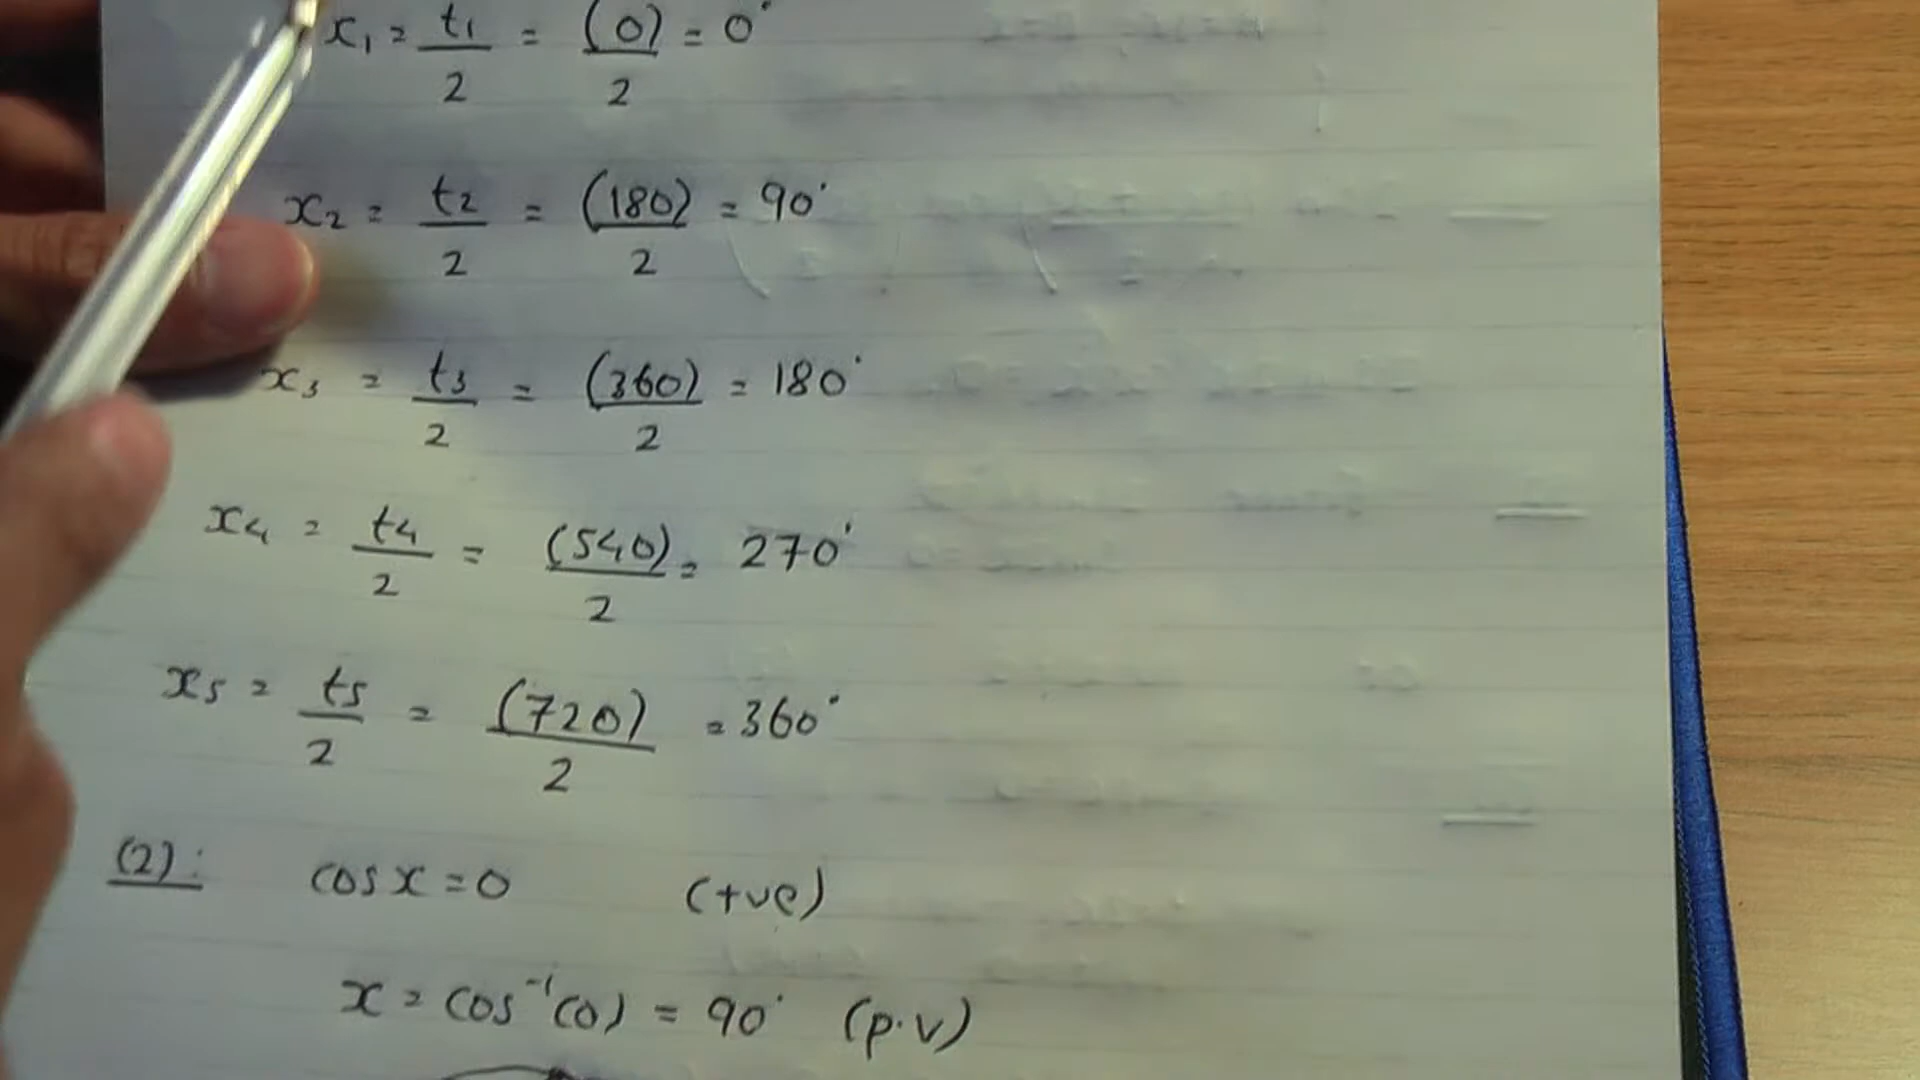 x₁ = t₁/2 = (0)/2 = 0°
x₂ = t₂/2 = (180)/2 = 90°
x₃ = t₃/2 = (360)/2 = 180°
x₄ = t₄/2 = (540)/2 = 270°
x₅ = t₅/2 = (720)/2 = 360°
(2): cos x = 0 (+ve)
x = cos⁻¹(0) = 90° (p.v)